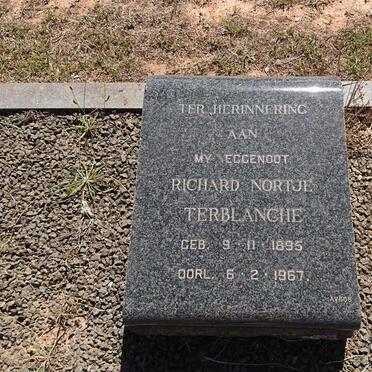 TER HERINNERING
AAN
MY EGGENOOT
RICHARD NORTJE
TERBLANCHE
GEB. 9-11-1895
OORL. 6-2-1967.